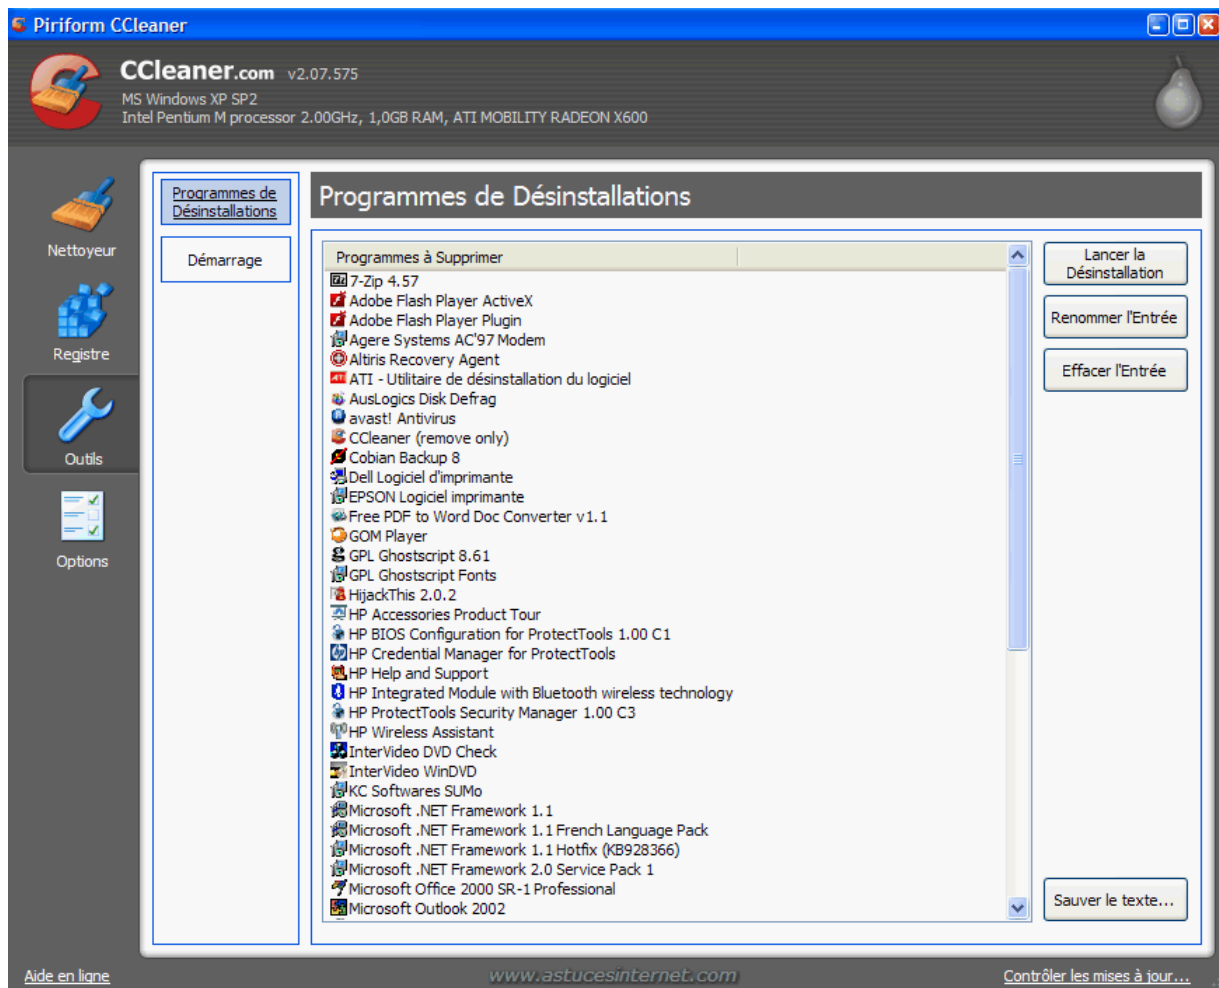 Piriform CCleaner
CCleaner.com v2.07.575
MS Windows XP SP2
Intel Pentium M processor 2.00GHz, 1,0GB RAM, ATI MOBILITY RADEON X600
Nettoyeur
Registre
Outils
Options
Programmes de
Désinstallations
Démarrage
Programmes de Désinstallations
Programmes à Supprimer
7-Zip 4.57
Adobe Flash Player ActiveX
Adobe Flash Player Plugin
Agere Systems AC'97 Modem
Altiris Recovery Agent
ATI - Utilitaire de désinstallation du logiciel
AusLogics Disk Defrag
avast! Antivirus
CCleaner (remove only)
Cobian Backup 8
Dell Logiciel d'imprimante
EPSON Logiciel imprimante
Free PDF to Word Doc Converter v1.1
GOM Player
GPL Ghostscript 8.61
GPL Ghostscript Fonts
HijackThis 2.0.2
HP Accessories Product Tour
HP BIOS Configuration for ProtectTools 1.00 C1
HP Credential Manager for ProtectTools
HP Help and Support
HP Integrated Module with Bluetooth wireless technology
HP ProtectTools Security Manager 1.00 C3
HP Wireless Assistant
InterVideo DVD Check
InterVideo WinDVD
KC Softwares SUMo
Microsoft .NET Framework 1.1
Microsoft .NET Framework 1.1 French Language Pack
Microsoft .NET Framework 1.1 Hotfix (KB928366)
Microsoft .NET Framework 2.0 Service Pack 1
Microsoft Office 2000 SR-1 Professional
Microsoft Outlook 2002
Lancer la
Désinstallation
Renommer l'Entrée
Effacer l'Entrée
Sauver le texte...
Aide en ligne
www.astucesinternet.com
Contrôler les mises à jour...